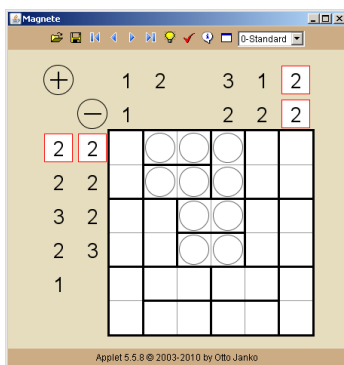 Magnete
0-Standard
+ 1 2 3 1 2
− 1 2 2 2
2 2
2 2
3 2
2 3
1
Applet 5.5.8 © 2003-2010 by Otto Janko